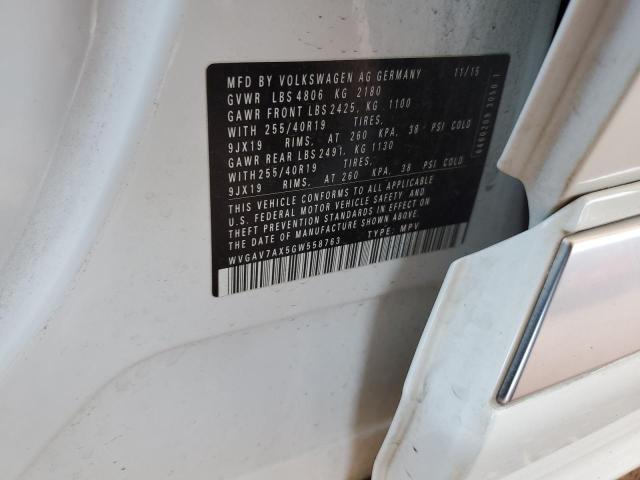 MFD BY VOLKSWAGEN AG GERMANY 11/15
GVWR LBS 4806 KG 2180
GAWR FRONT LBS 2425, KG 1100
WITH 255/40R19 TIRES,
9JX19 RIMS, AT 260 KPA, 38 PSI COLD
GAWR REAR LBS 2491, KG 1130
WITH 255/40R19 TIRES,
9JX19 RIMS, AT 260 KPA, 38 PSI COLD
THIS VEHICLE CONFORMS TO ALL APPLICABLE
U.S. FEDERAL MOTOR VEHICLE SAFETY AND
THEFT PREVENTION STANDARDS IN EFFECT ON
THE DATE OF MANUFACTURE SHOWN ABOVE.
WVGAV7AX5GW558763 TYPE: MPV